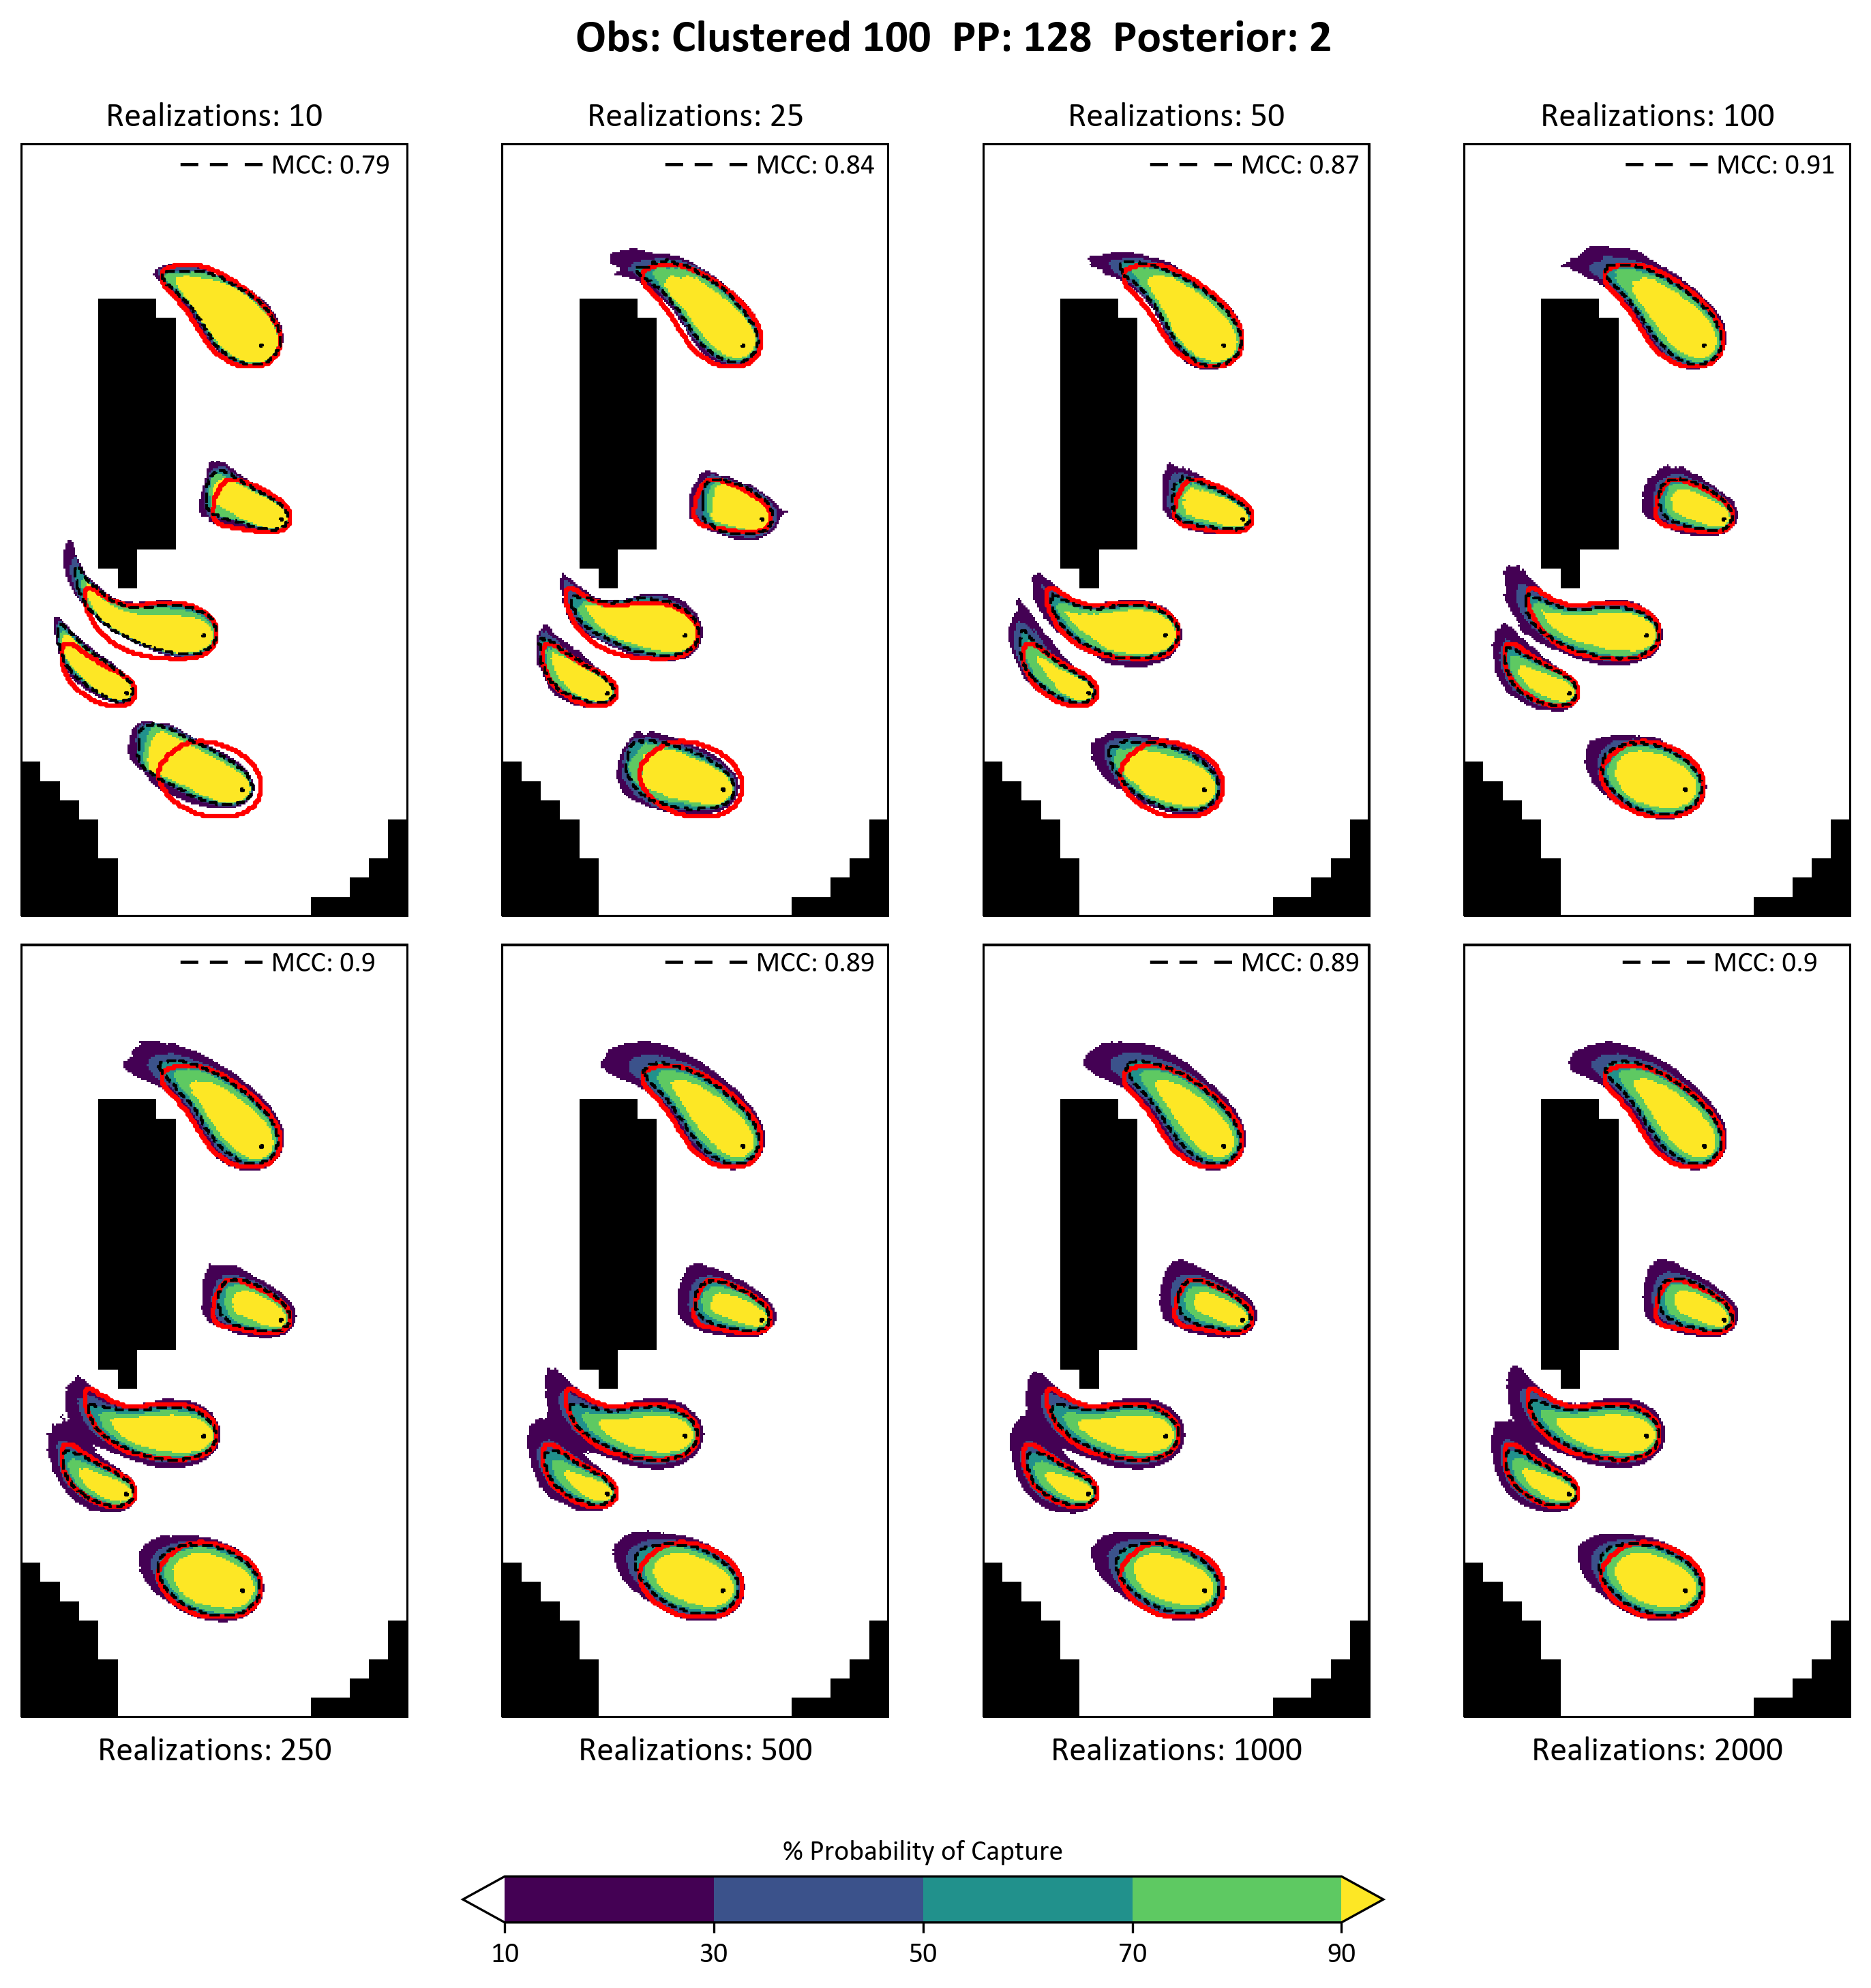 Obs: Clustered 100  PP: 128  Posterior: 2
Realizations: 10
Realizations: 25
Realizations: 50
Realizations: 100
MCC: 0.79
MCC: 0.84
MCC: 0.87
MCC: 0.91
MCC: 0.9
MCC: 0.89
MCC: 0.89
MCC: 0.9
Realizations: 250
Realizations: 500
Realizations: 1000
Realizations: 2000
% Probability of Capture
10 30 50 70 90